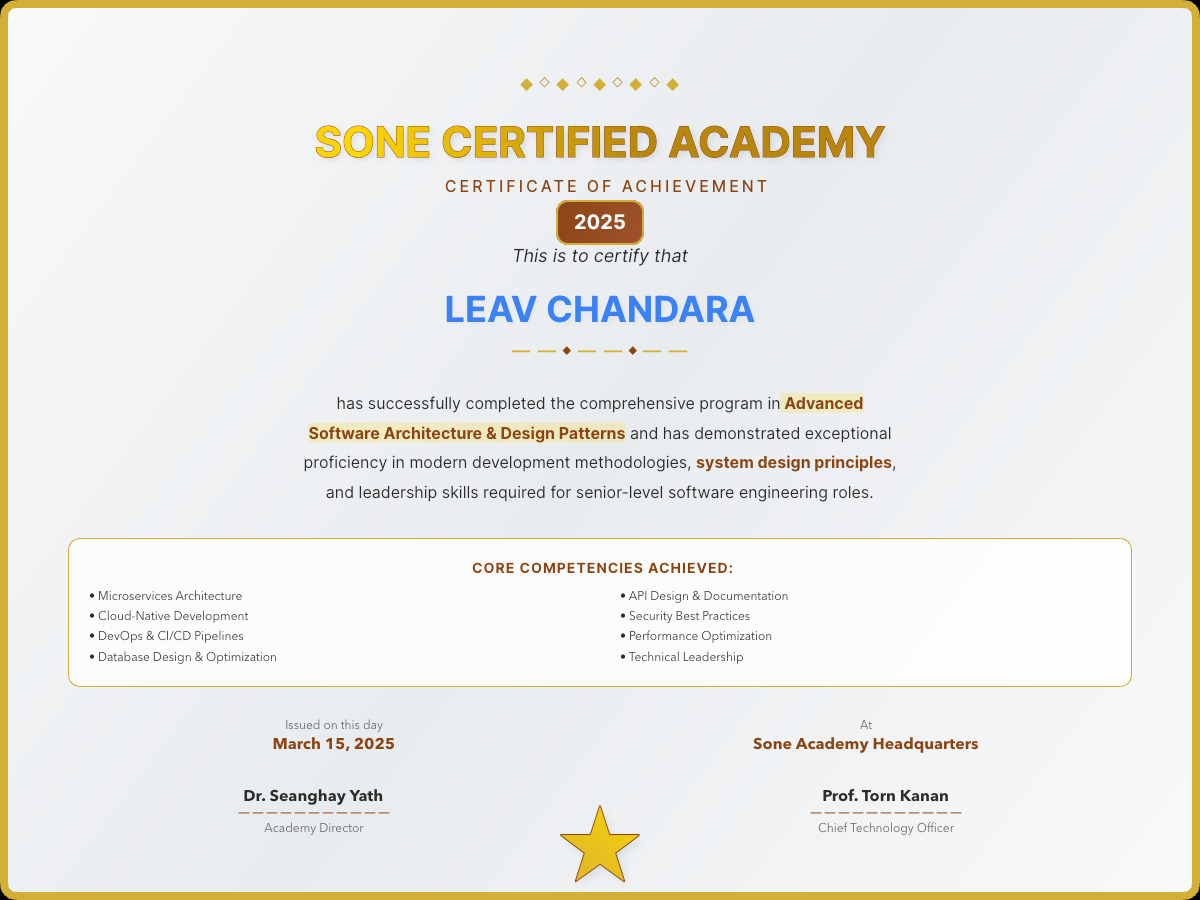 SONE CERTIFIED ACADEMY
CERTIFICATE OF ACHIEVEMENT
2025
This is to certify that
LEAV CHANDARA
has successfully completed the comprehensive program in Advanced
Software Architecture & Design Patterns and has demonstrated exceptional
proficiency in modern development methodologies, system design principles,
and leadership skills required for senior-level software engineering roles.
CORE COMPETENCIES ACHIEVED:
• Microservices Architecture
• Cloud-Native Development
• DevOps & CI/CD Pipelines
• Database Design & Optimization
• API Design & Documentation
• Security Best Practices
• Performance Optimization
• Technical Leadership
Issued on this day
March 15, 2025
At
Sone Academy Headquarters
Dr. Seanghay Yath
Academy Director
Prof. Torn Kanan
Chief Technology Officer